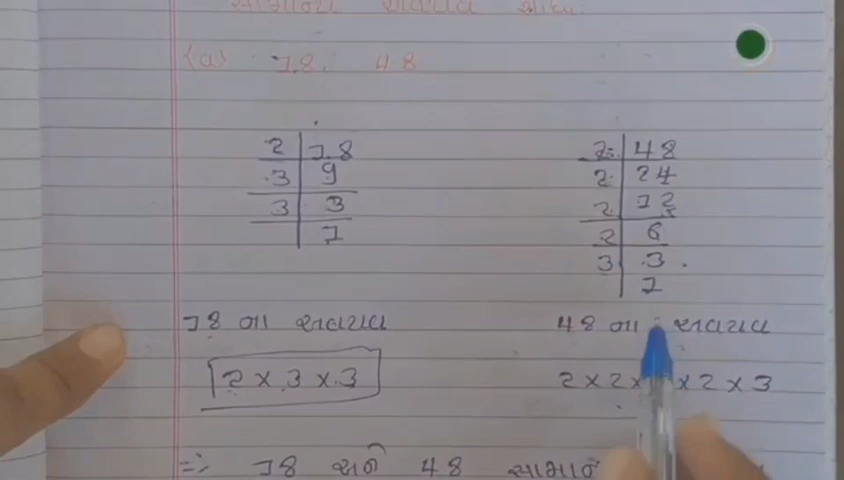 સામાન્ય અવયવ શોધો.
(a) 18, 48
2 | 18
3 | 9
3 | 3
1
2 | 48
2 | 24
2 | 12
2 | 6
3 | 3
1
18 ના અવયવ
48 ના અવયવ
2 × 3 × 3
2 × 2 × × 2 × 3
⇒ 18 અને 48